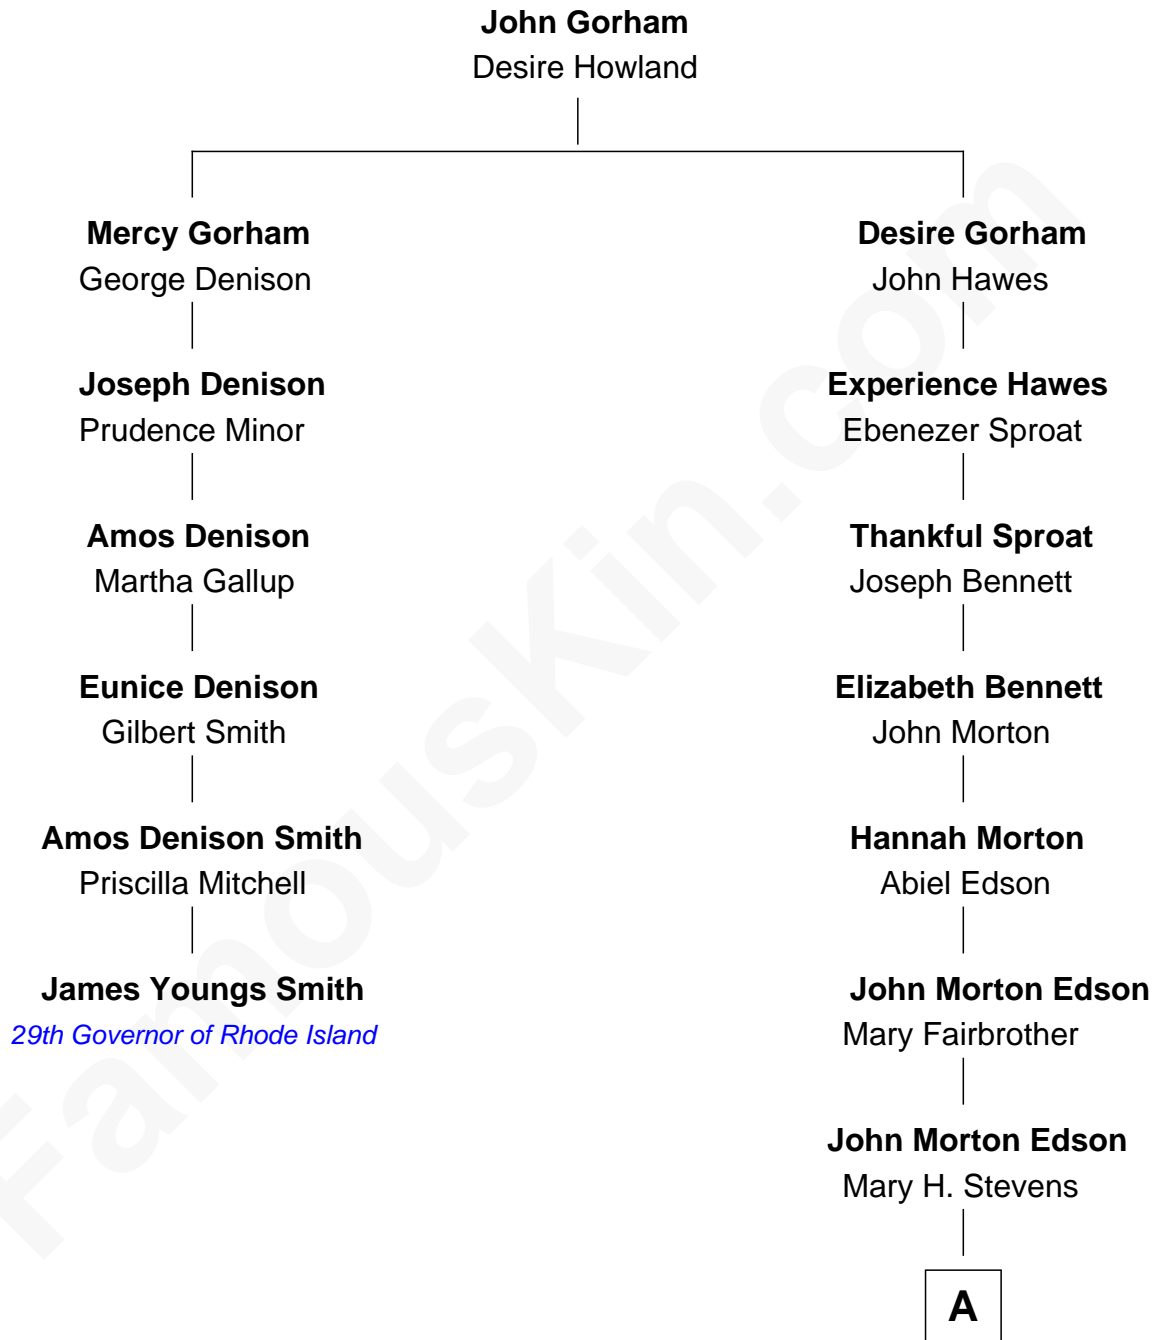 John Gorham
Desire Howland
Mercy Gorham
George Denison
Joseph Denison
Prudence Minor
Amos Denison
Martha Gallup
Eunice Denison
Gilbert Smith
Amos Denison Smith
Priscilla Mitchell
James Youngs Smith
29th Governor of Rhode Island
Desire Gorham
John Hawes
Experience Hawes
Ebenezer Sproat
Thankful Sproat
Joseph Bennett
Elizabeth Bennett
John Morton
Hannah Morton
Abiel Edson
John Morton Edson
Mary Fairbrother
John Morton Edson
Mary H. Stevens
A
FamousKin.com